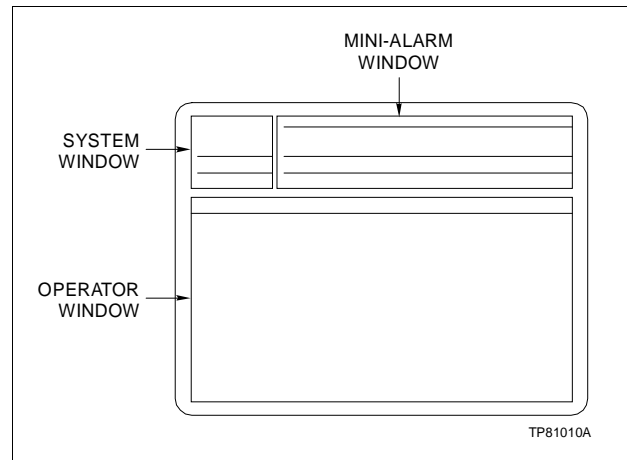 MINI-ALARM
WINDOW
SYSTEM
WINDOW
OPERATOR
WINDOW
TP81010A